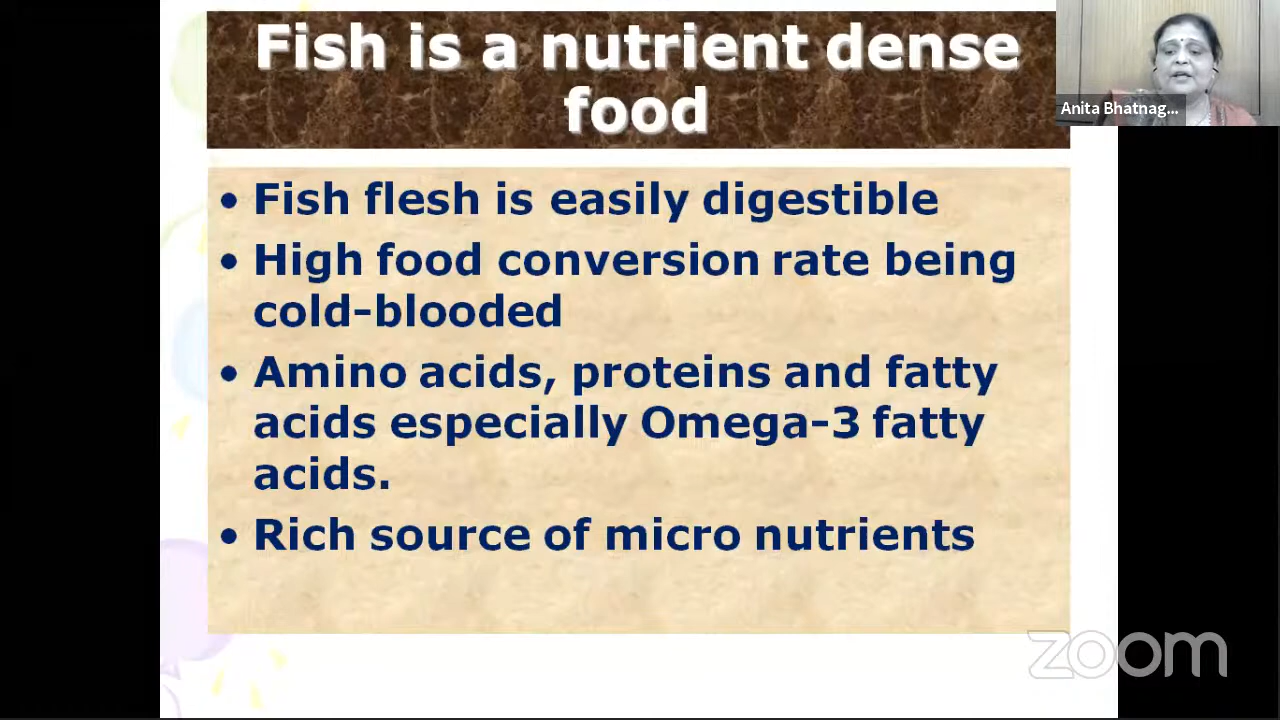 Fish is a nutrient dense
food
Anita Bhatnag...
• Fish flesh is easily digestible
• High food conversion rate being
cold-blooded
• Amino acids, proteins and fatty
acids especially Omega-3 fatty
acids.
• Rich source of micro nutrients
zoom